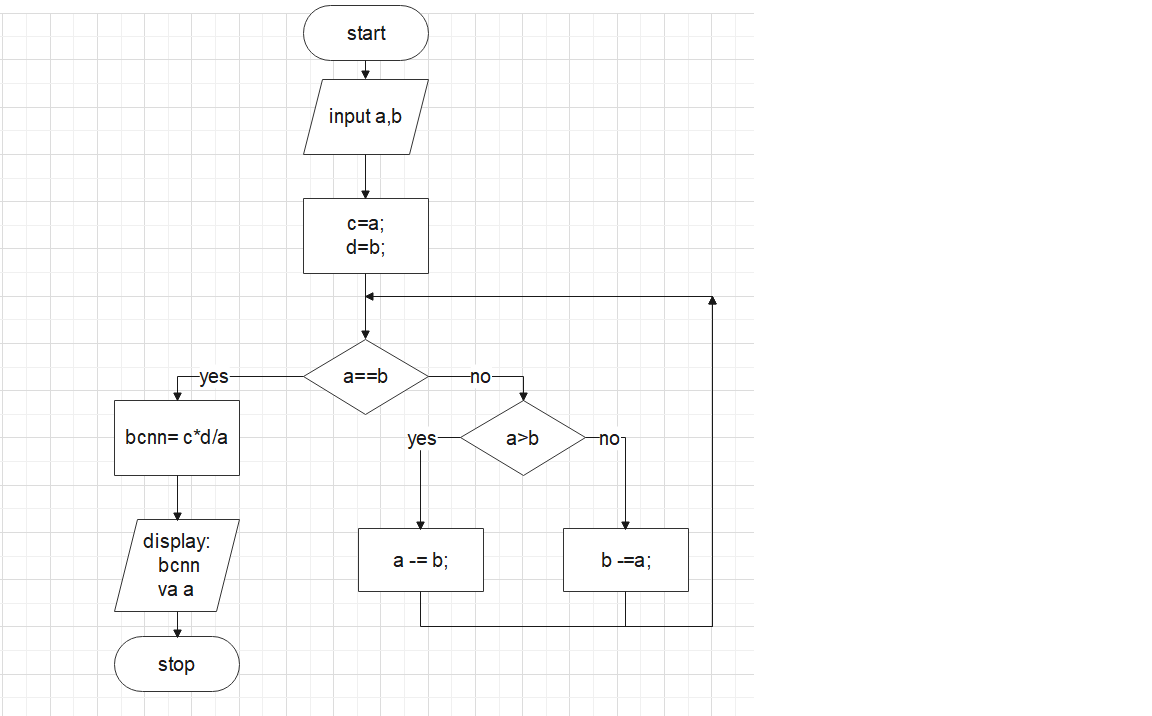 start
input a,b
c=a;
d=b;
a==b
yes
no
bcnn= c*d/a
a>b
yes
no
display:
bcnn
va a
a -= b;
b -=a;
stop